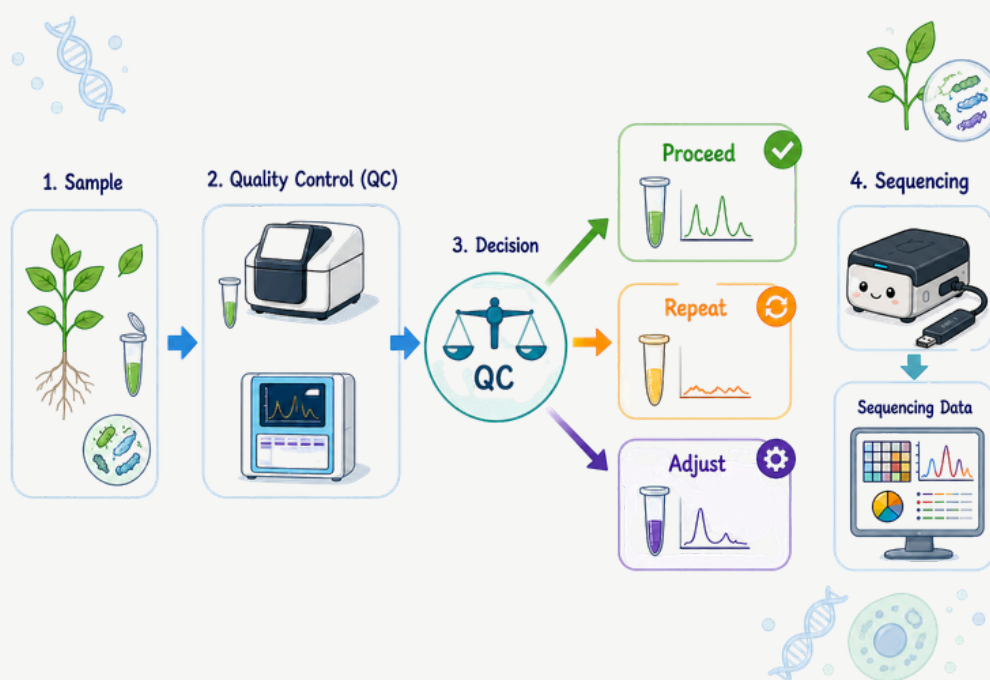 1. Sample
2. Quality Control (QC)
3. Decision
QC
Proceed
Repeat
Adjust
4. Sequencing
Sequencing Data